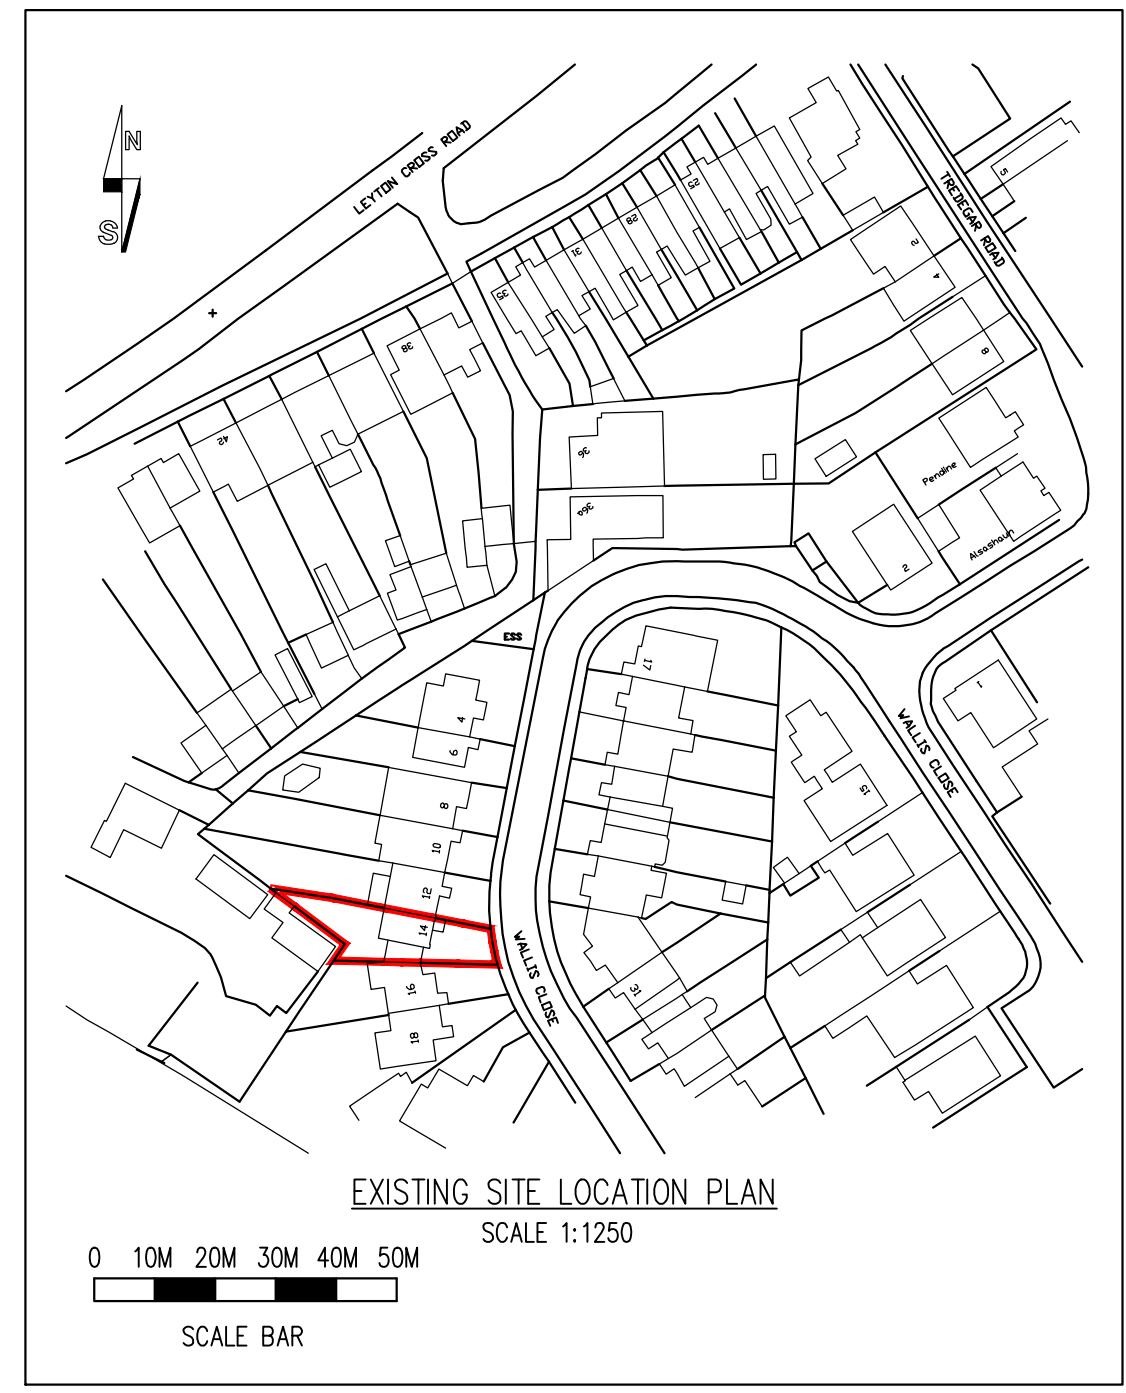 N
S
LEYTON CROSS ROAD
TREDEGAR ROAD
5
25
28
31
35
38
42
2
4
8
36
36a
Pendine
2
ESS
17
1
4
6
8
10
12
14
16
18
15
31
WALLIS CLOSE
WALLIS CLOSE
EXISTING SITE LOCATION PLAN
SCALE 1:1250
0 10M 20M 30M 40M 50M
SCALE BAR